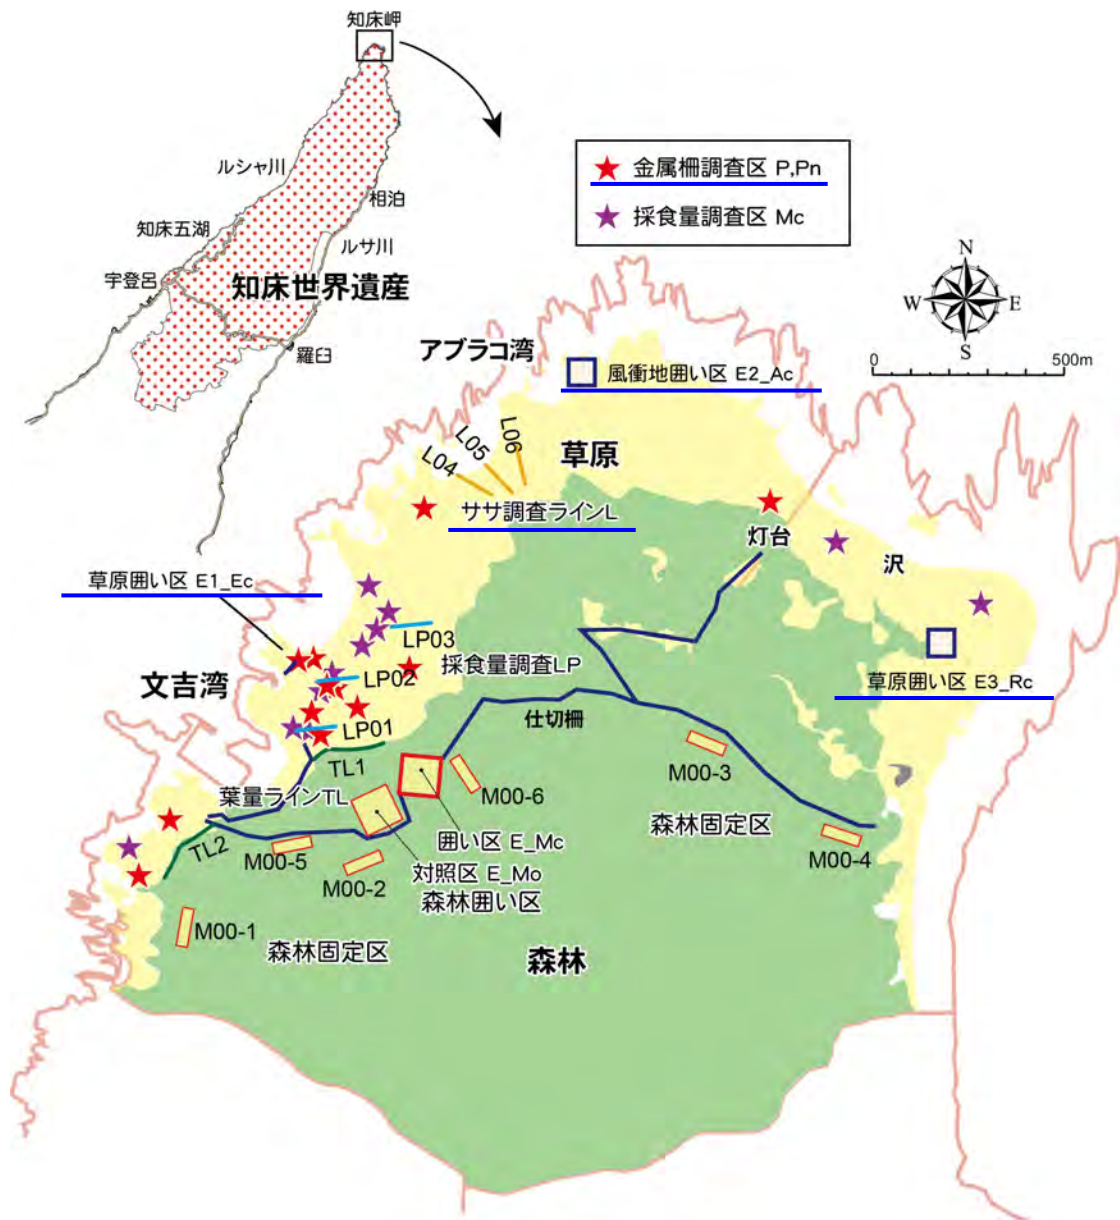 知床岬
ルシャ川
相泊
知床五湖
ルサ川
宇登呂
知床世界遺産
羅臼
金属柵調査区 P,Pn
採食量調査区 Mc
N
W
E
S
0
500m
アブラコ湾
風衝地囲い区 E2_Ac
L04
L05
L06
草原
ササ調査ラインL
灯台
沢
草原囲い区 E1_Ec
LP03
採食量調査LP
文吉湾
LP02
草原囲い区 E3_Rc
LP01
仕切柵
TL1
M00-3
葉量ラインTL
M00-6
森林固定区
TL2
囲い区 E_Mc
M00-5
M00-4
対照区 E_Mo
M00-2
森林囲い区
M00-1
森林固定区
森林